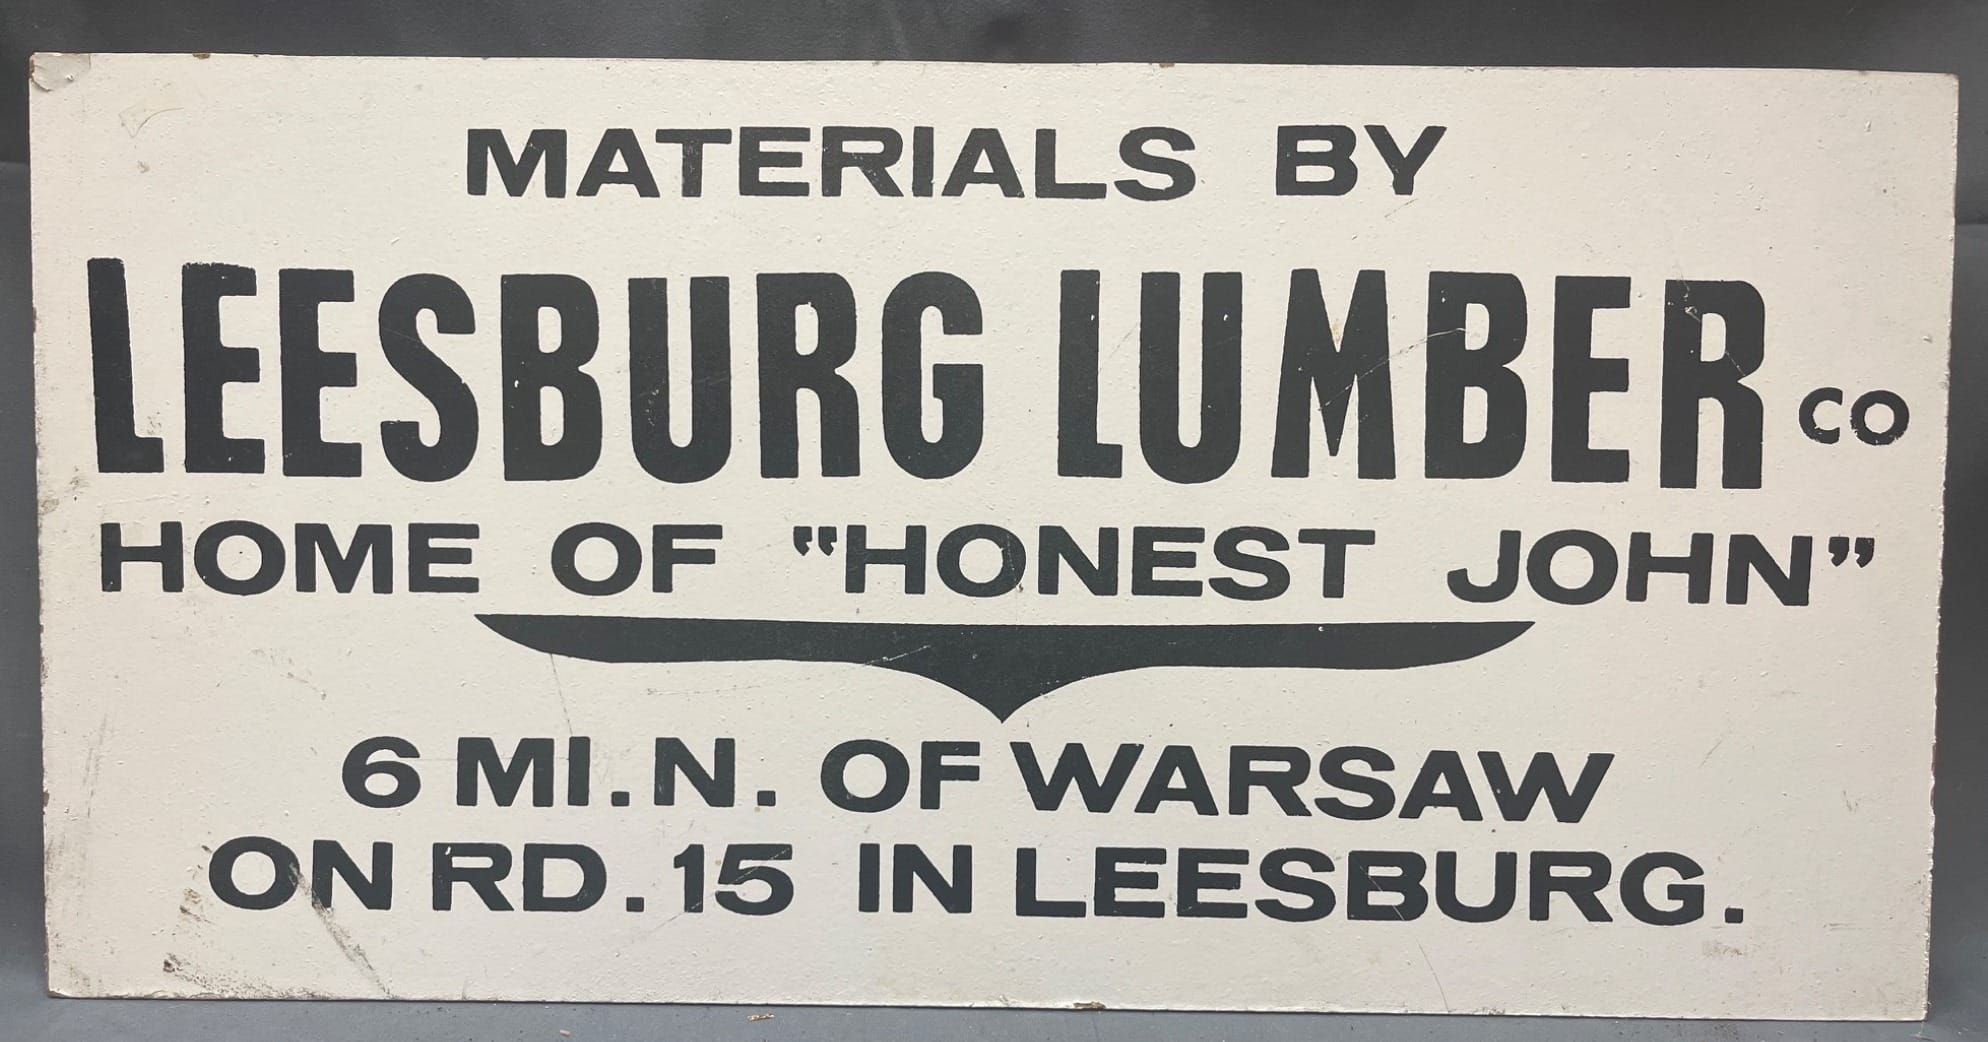 MATERIALS BY
LEESBURG LUMBER CO
HOME OF "HONEST JOHN"
6 MI. N. OF WARSAW
ON RD. 15 IN LEESBURG.